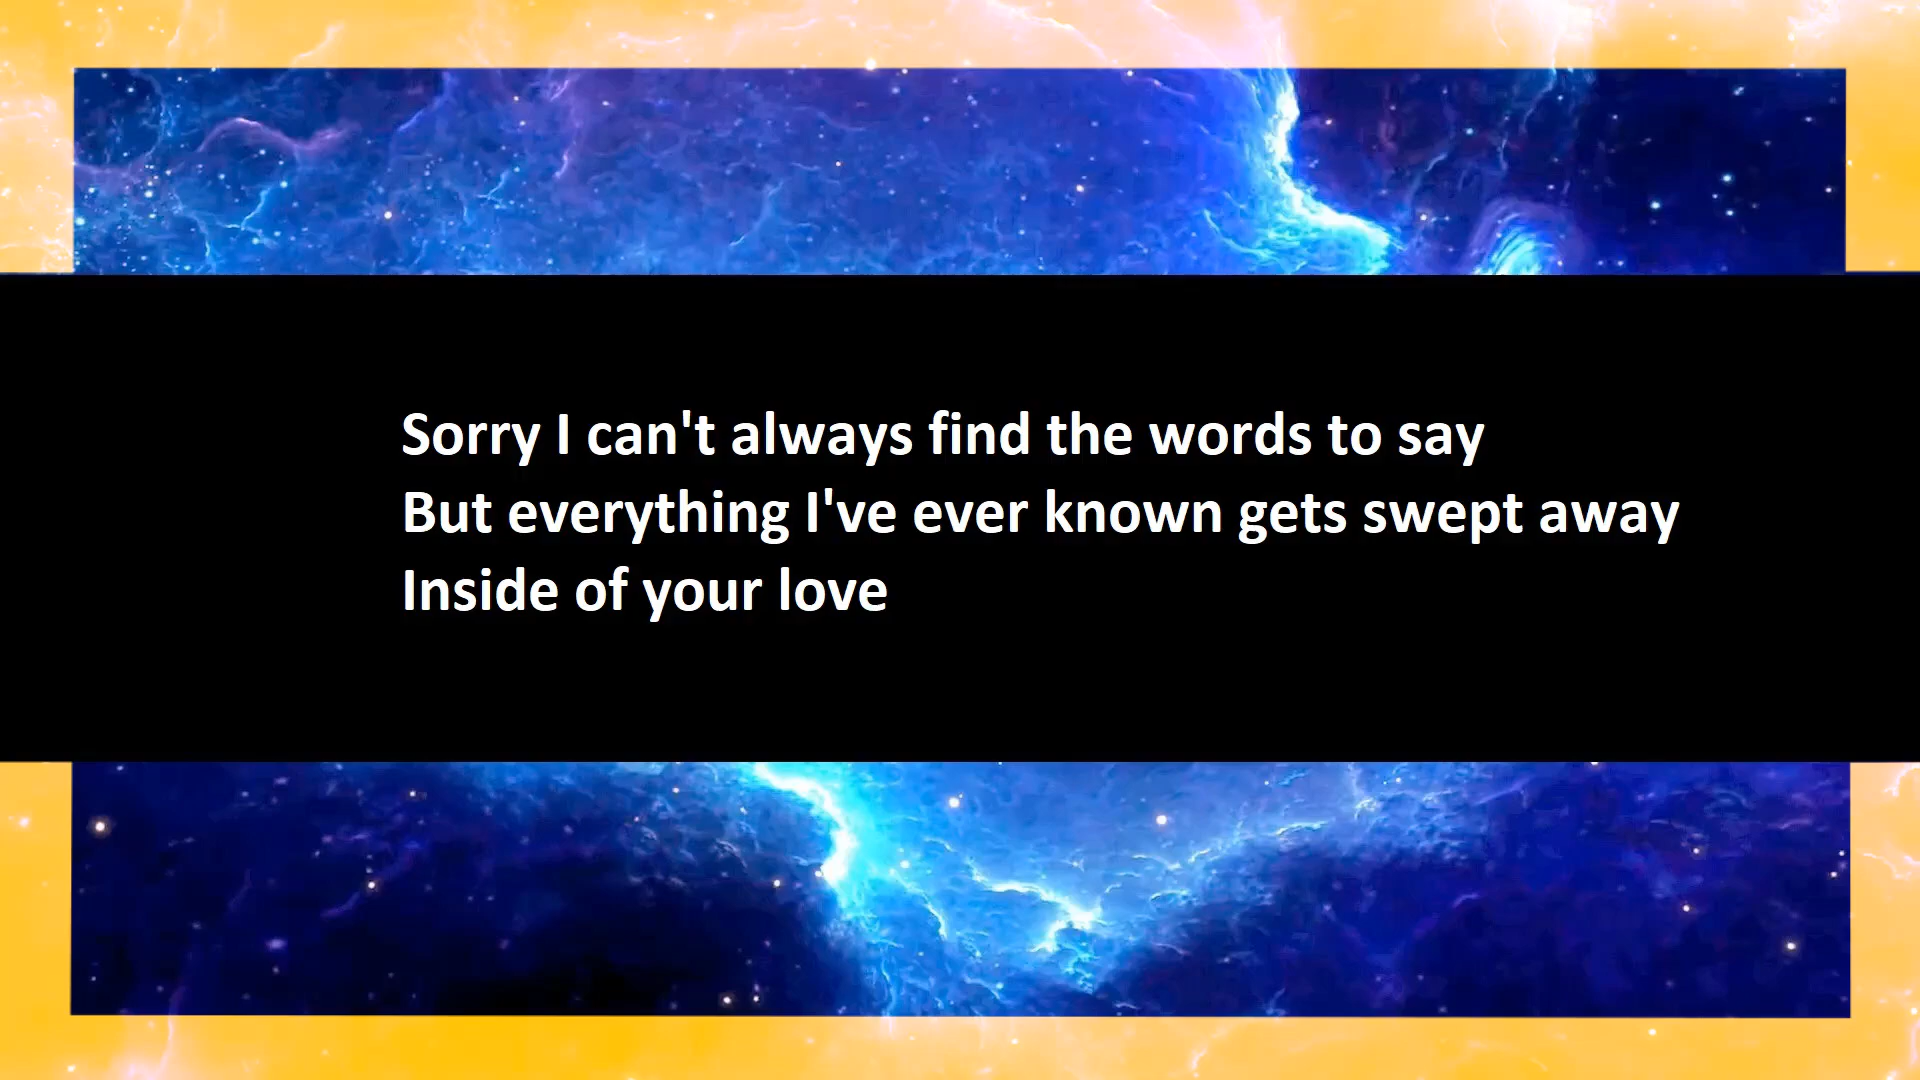 Sorry I can't always find the words to say
But everything I've ever known gets swept away
Inside of your love